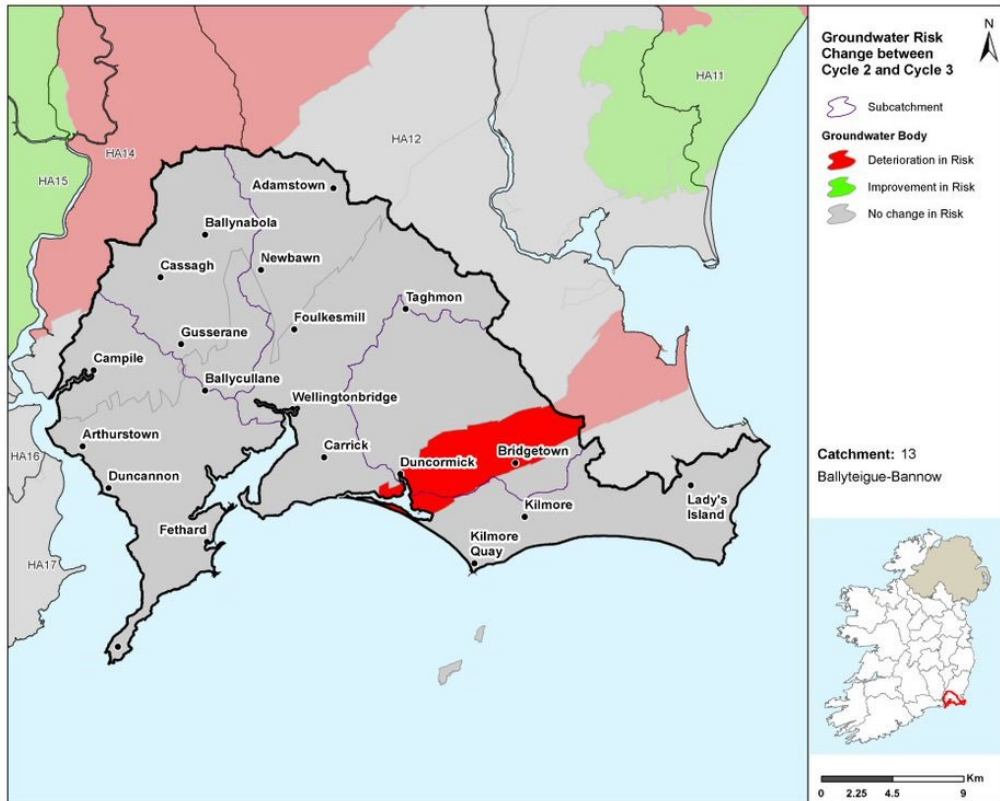 HA14
HA12
HA11
HA15
HA16
HA17
Adamstown
Ballynabola
Newbawn
Cassagh
Taghmon
Foulkesmill
Gusserane
Campile
Ballycullane
Wellingtonbridge
Arthurstown
Carrick
Duncormick
Bridgetown
Duncannon
Lady's
Island
Kilmore
Fethard
Kilmore
Quay
Groundwater Risk
Change between
Cycle 2 and Cycle 3
N
Subcatchment
Groundwater Body
Deterioration in Risk
Improvement in Risk
No change in Risk
Catchment: 13
Ballyteigue-Bannow
Km
0 2.25 4.5 9